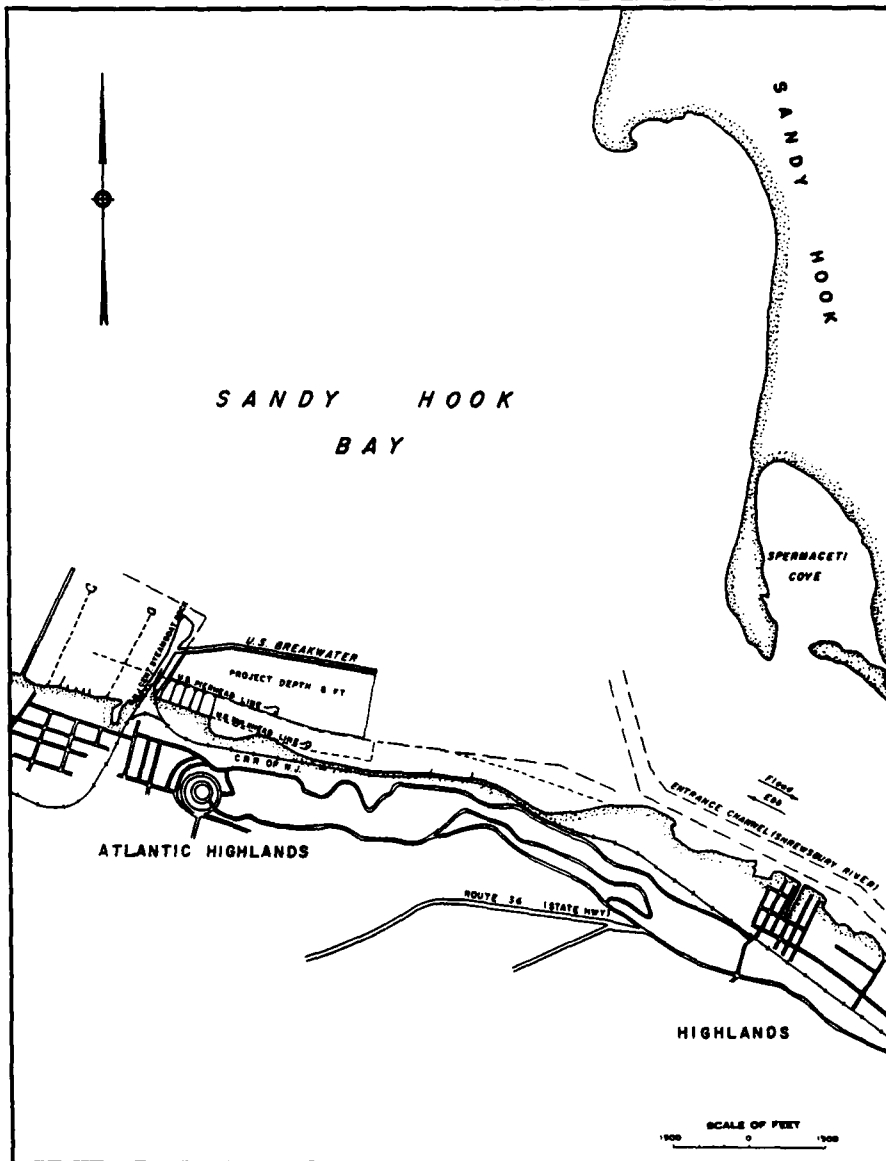 SANDY HOOK
SANDY HOOK
BAY
SPERMACETI
COVE
U.S. BREAKWATER
PROJECT DEPTH 8 FT
U.S. PIERHEAD LINE
U.S. BULKHEAD LINE
C.R.R. OF N.J.
Flood
Ebb
ENTRANCE CHANNEL (SHREWSBURY RIVER)
ATLANTIC HIGHLANDS
ROUTE 36 (STATE HWY)
HIGHLANDS
SCALE OF FEET
1500 0 1500